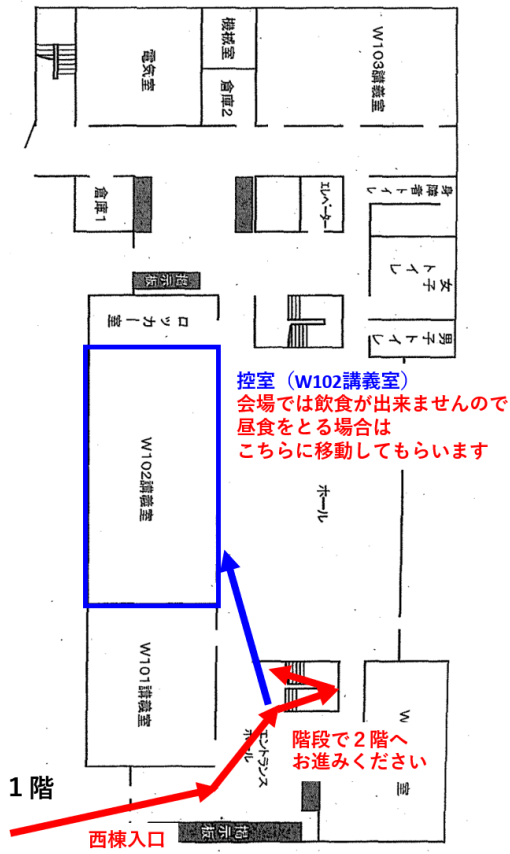 機械室
電気室
倉庫2
W103講義室
倉庫1
エレベーター
身障者トイレ
女子トイレ
掲示板
ロッカー室
男子トイレ
控室（W102講義室）
会場では飲食が出来ませんので
昼食をとる場合は
こちらに移動してもらいます
W102講義室
ホール
W101講義室
W
室
エントランス
ホール
階段で２階へ
お進みください
１階
西棟入口
掲示板